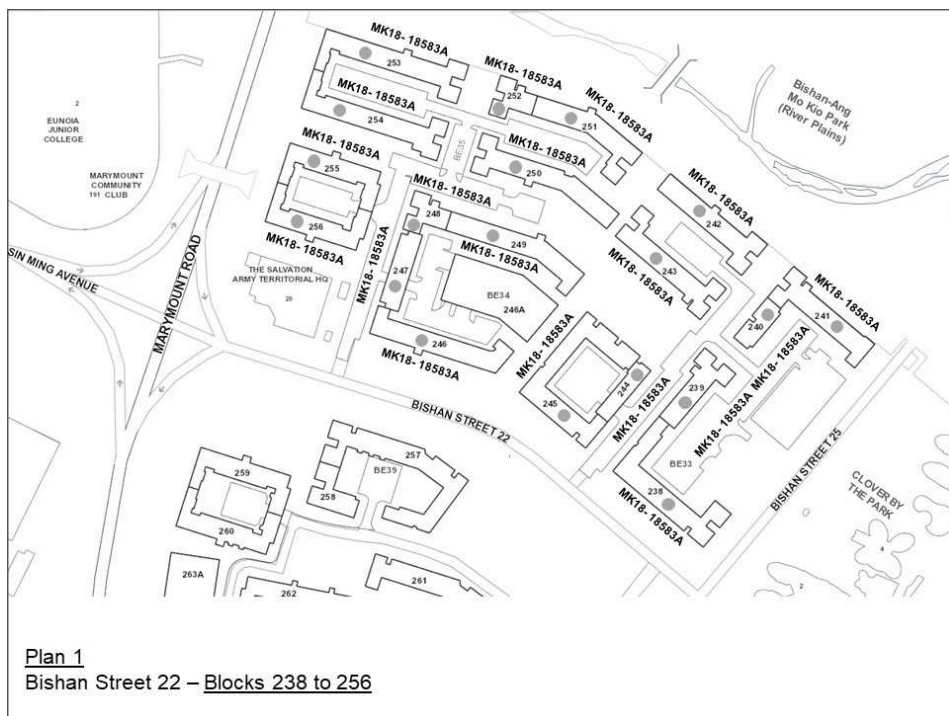 MK18- 18583A
253
MK18- 18583A
254
MK18- 18583A
252
MK18- 18583A
251
MK18- 18583A
250
BE35
Bishan-Ang
Mo Kio Park
(River Plains)
2
EUNOIA
JUNIOR
COLLEGE
MARYMOUNT
COMMUNITY
191 CLUB
MK18- 18583A
255
256
MK18- 18583A
MK18- 18583A
248
249
MK18- 18583A
247
MK18- 18583A
MK18- 18583A
242
243
MK18- 18583A
SIN MING AVENUE
MARYMOUNT ROAD
THE SALVATION
ARMY TERRITORIAL HQ
20
BE34
246A
246
MK18- 18583A
MK18- 18583A
245
244
MK18- 18583A
240
MK18- 18583A
241
MK18- 18583A
239
MK18- 18583A
BE33
238
MK18- 18583A
BISHAN STREET 22
BISHAN STREET 25
CLOVER BY
THE PARK
4
2
259
260
257
BE39
258
263A
262
261
Plan 1
Bishan Street 22 – Blocks 238 to 256